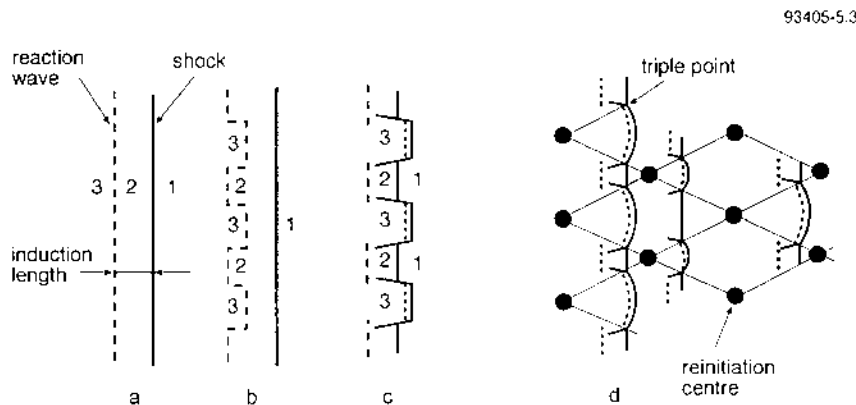 93405-5.3
reaction
wave
shock
triple point
3 2 1
3
2
3
2
3
1
3
2 1
3
2 1
3
induction
length
reinitiation
centre
a b c d